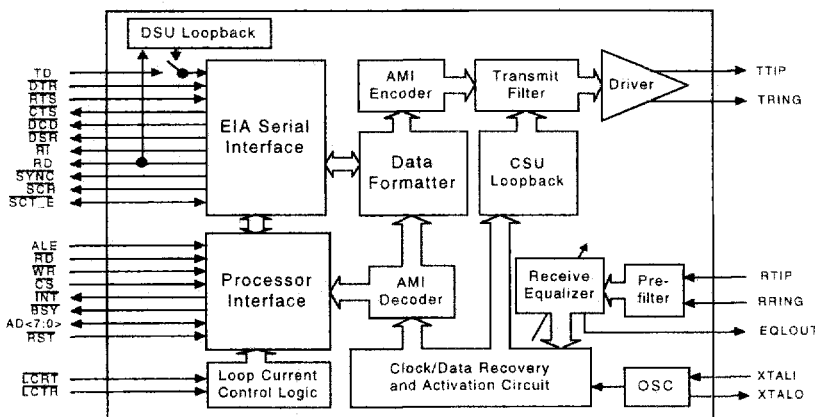 DSU Loopback
TD
DTR
RTS
CTS
DCD
DSR
RI
RD
SYNC
SCR
SCT_E
EIA Serial
Interface
AMI
Encoder
Transmit
Filter
Driver
TTIP
TRING
Data
Formatter
CSU
Loopback
ALE
RD
WR
CS
INT
BSY
AD<7:0>
RST
Processor
Interface
AMI
Decoder
Receive
Equalizer
Pre-
filter
RTIP
RRING
EQLOUT
LCRT
LCTR
Loop Current
Control Logic
Clock/Data Recovery
and Activation Circuit
OSC
XTALI
XTALO